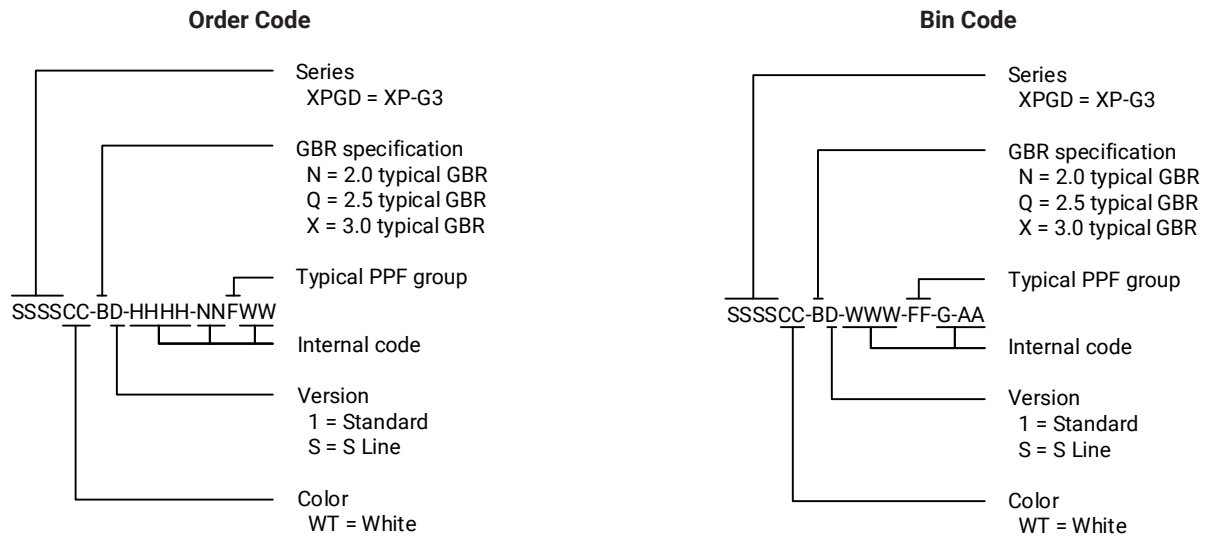 Order Code
Series
XPGD = XP-G3
GBR specification
N = 2.0 typical GBR
Q = 2.5 typical GBR
X = 3.0 typical GBR
Typical PPF group
SSSSCC-BD-HHHH-NNFWW
Internal code
Version
1 = Standard
S = S Line
Color
WT = White
Bin Code
Series
XPGD = XP-G3
GBR specification
N = 2.0 typical GBR
Q = 2.5 typical GBR
X = 3.0 typical GBR
Typical PPF group
SSSSCC-BD-WWW-FF-G-AA
Internal code
Version
1 = Standard
S = S Line
Color
WT = White